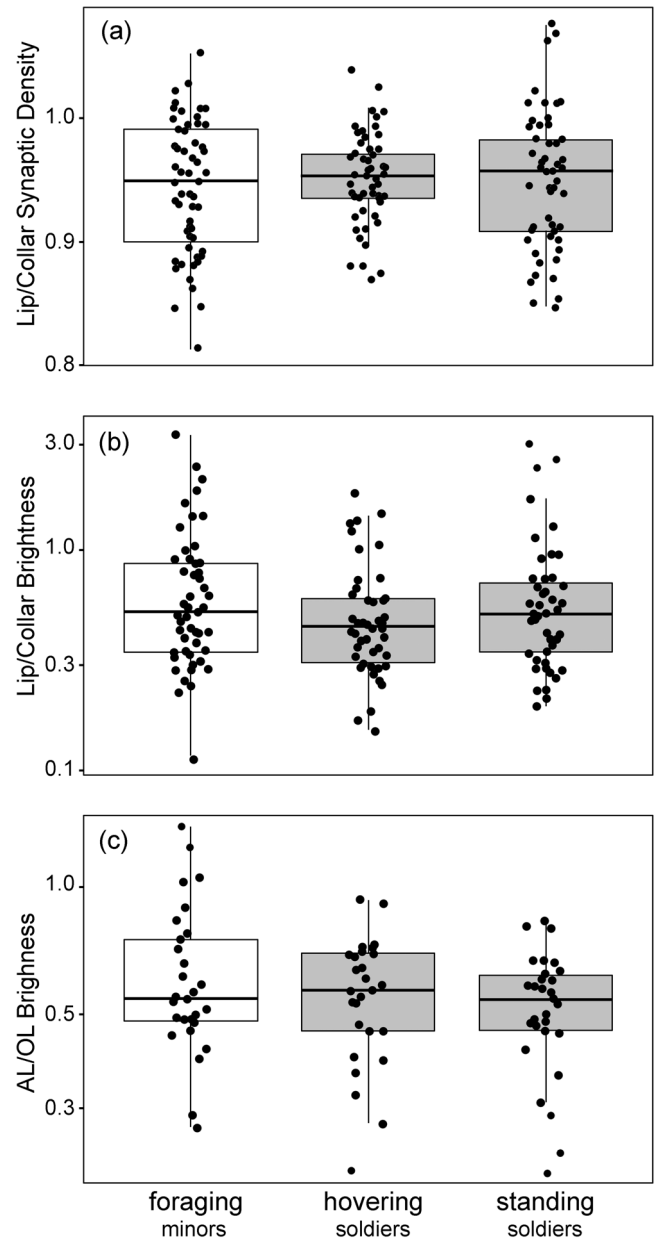 (a)
Lip/Collar Synaptic Density
1.0
0.9
0.8
(b)
Lip/Collar Brightness
3.0
1.0
0.3
0.1
(c)
AL/OL Brighness
1.0
0.5
0.3
foraging hovering standing
minors soldiers soldiers